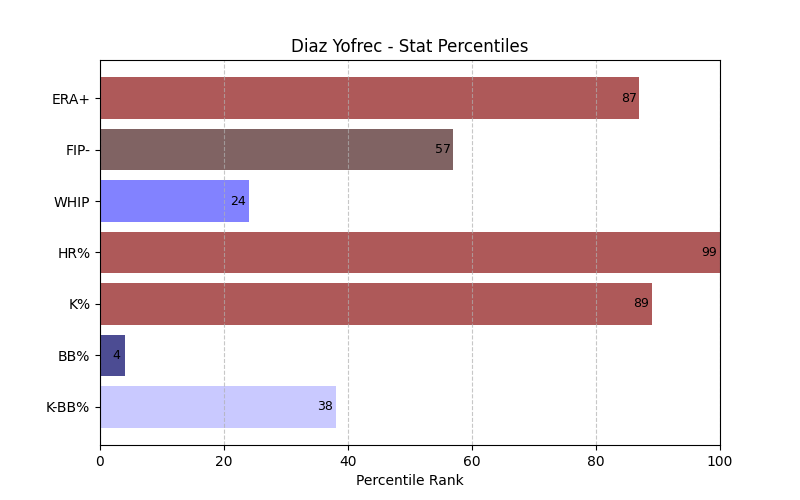 Diaz Yofrec - Stat Percentiles
ERA+ 87
FIP- 57
WHIP 24
HR% 99
K% 89
BB% 4
K-BB% 38
0 20 40 60 80 100
Percentile Rank